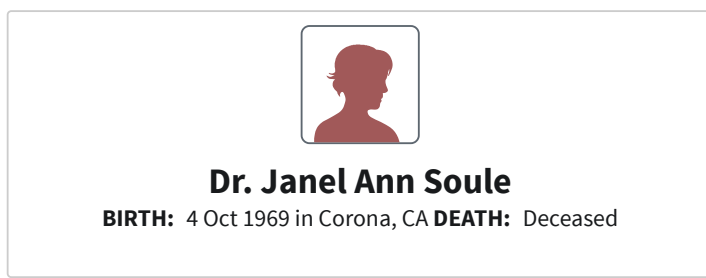 Dr. Janel Ann Soule
BIRTH: 4 Oct 1969 in Corona, CA DEATH: Deceased